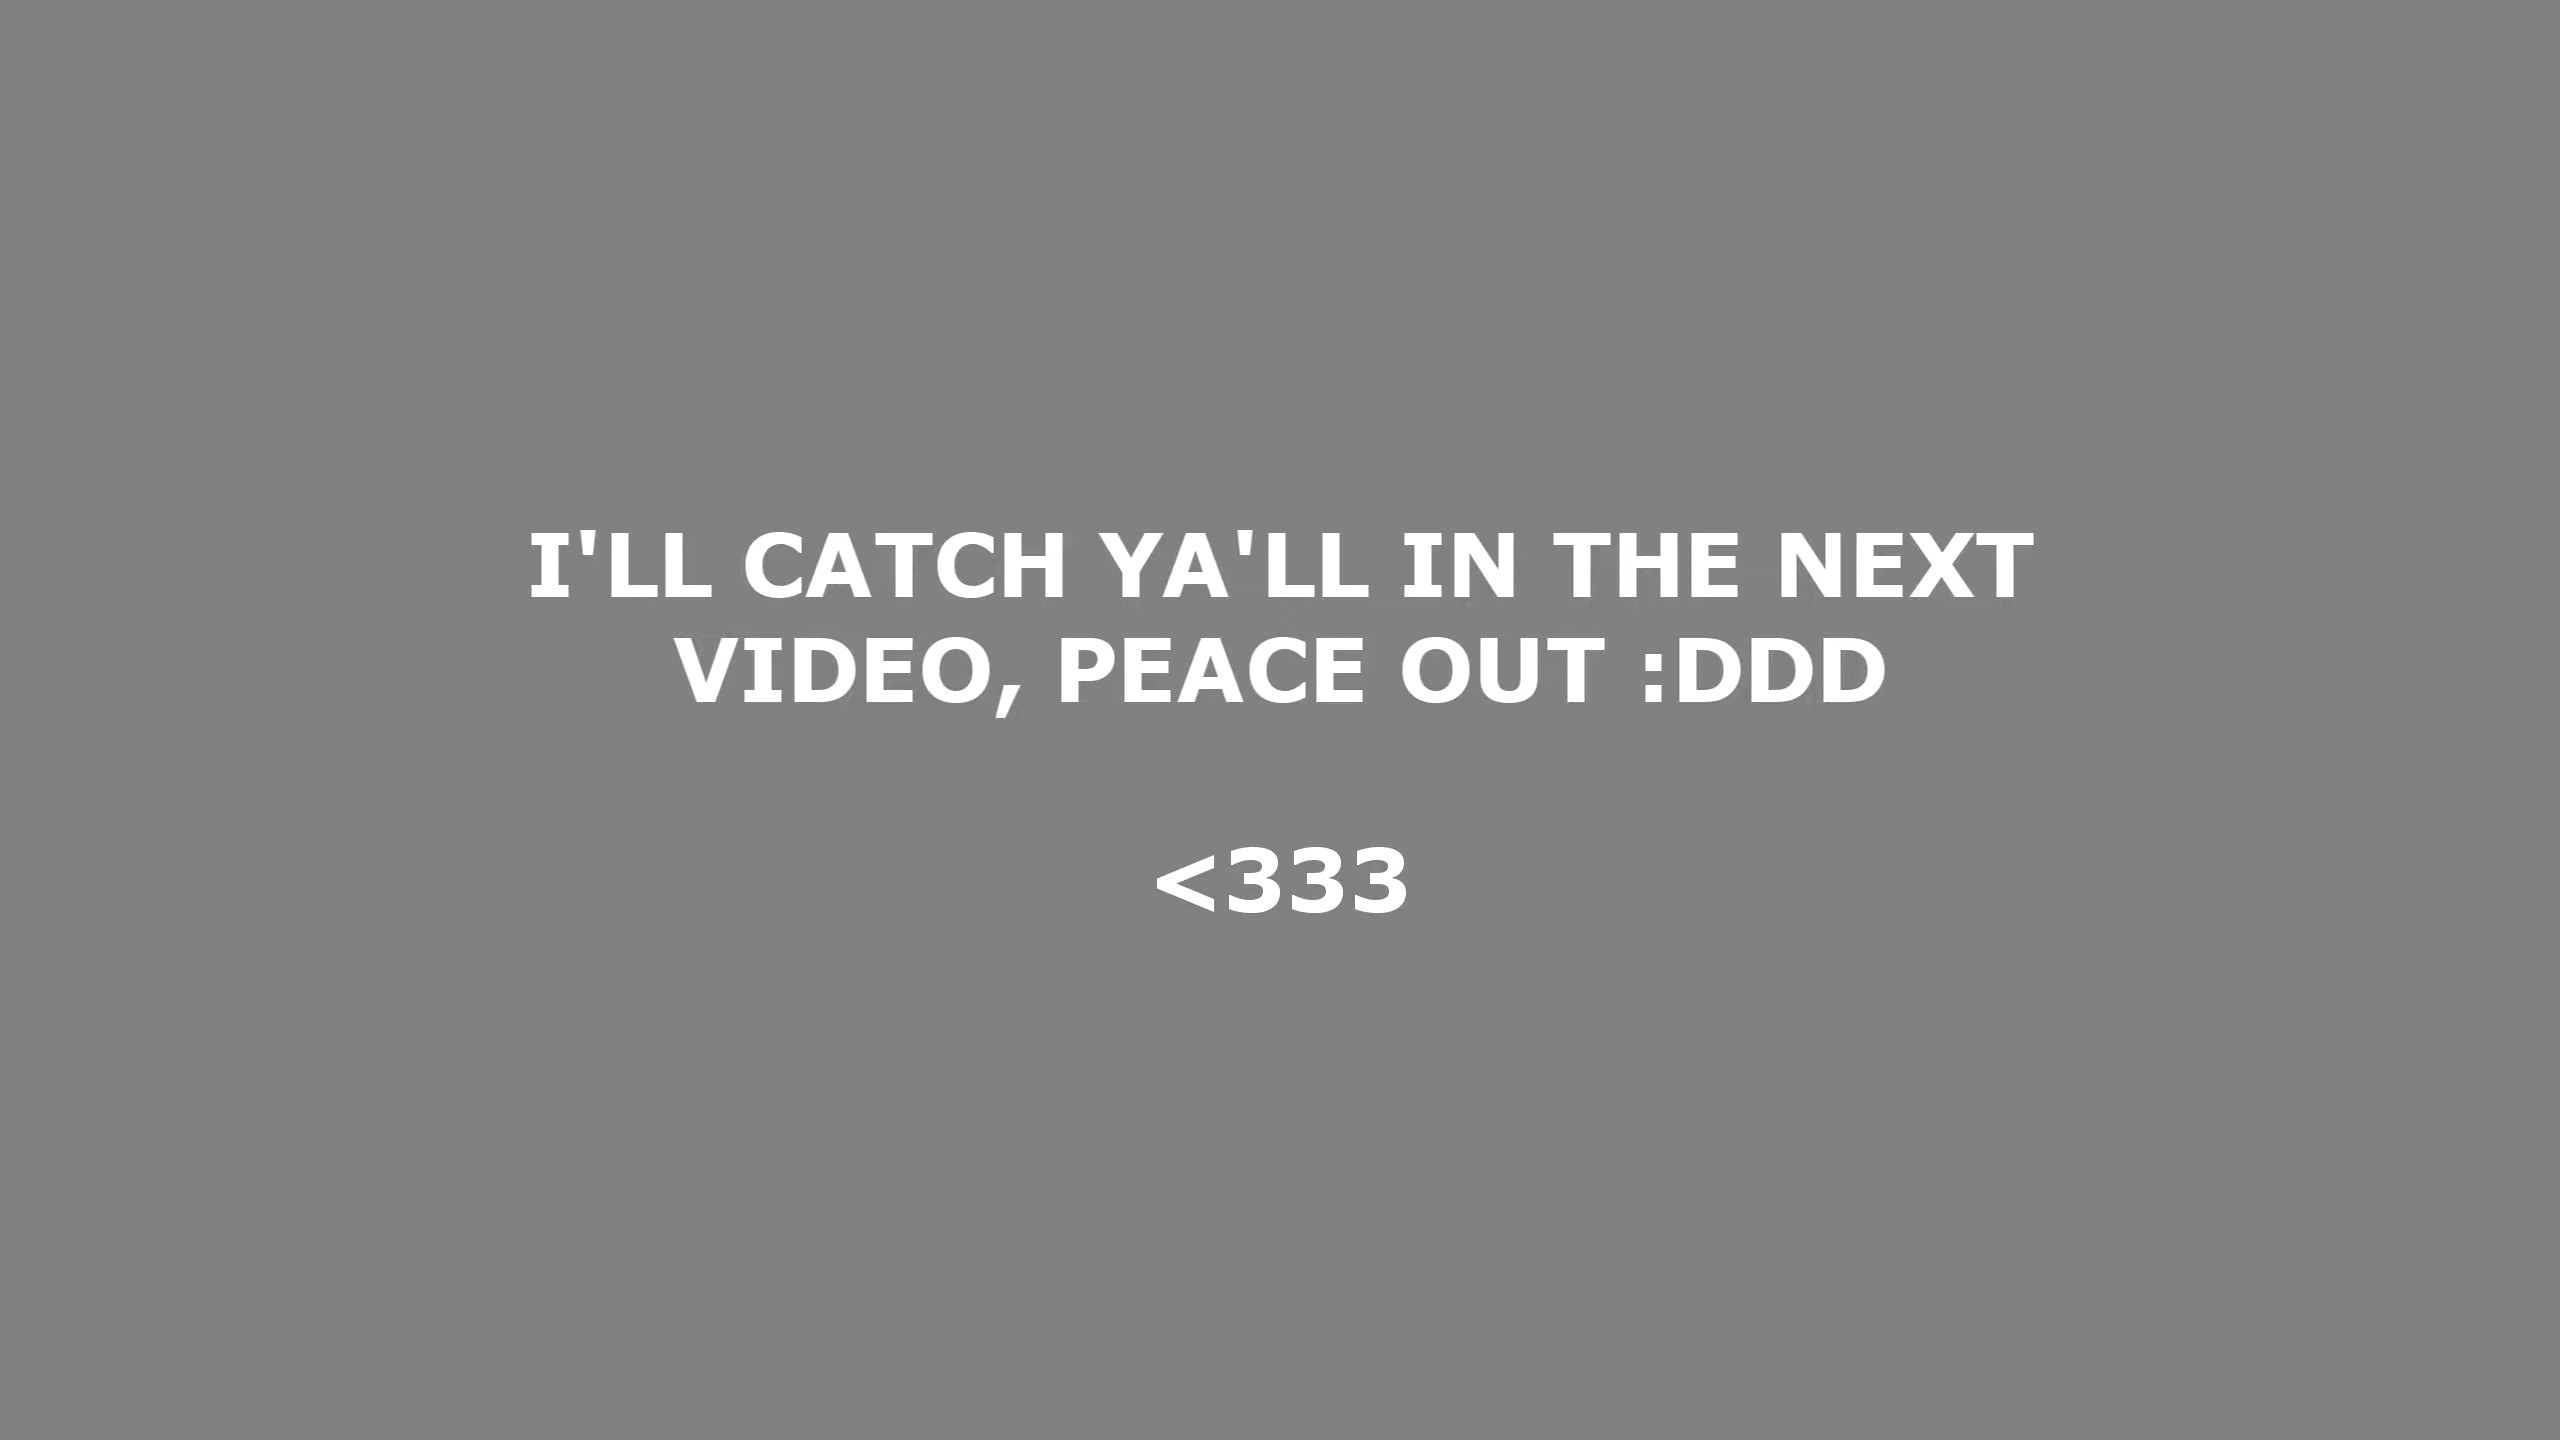 I'LL CATCH YA'LL IN THE NEXT
VIDEO, PEACE OUT :DDD
<333